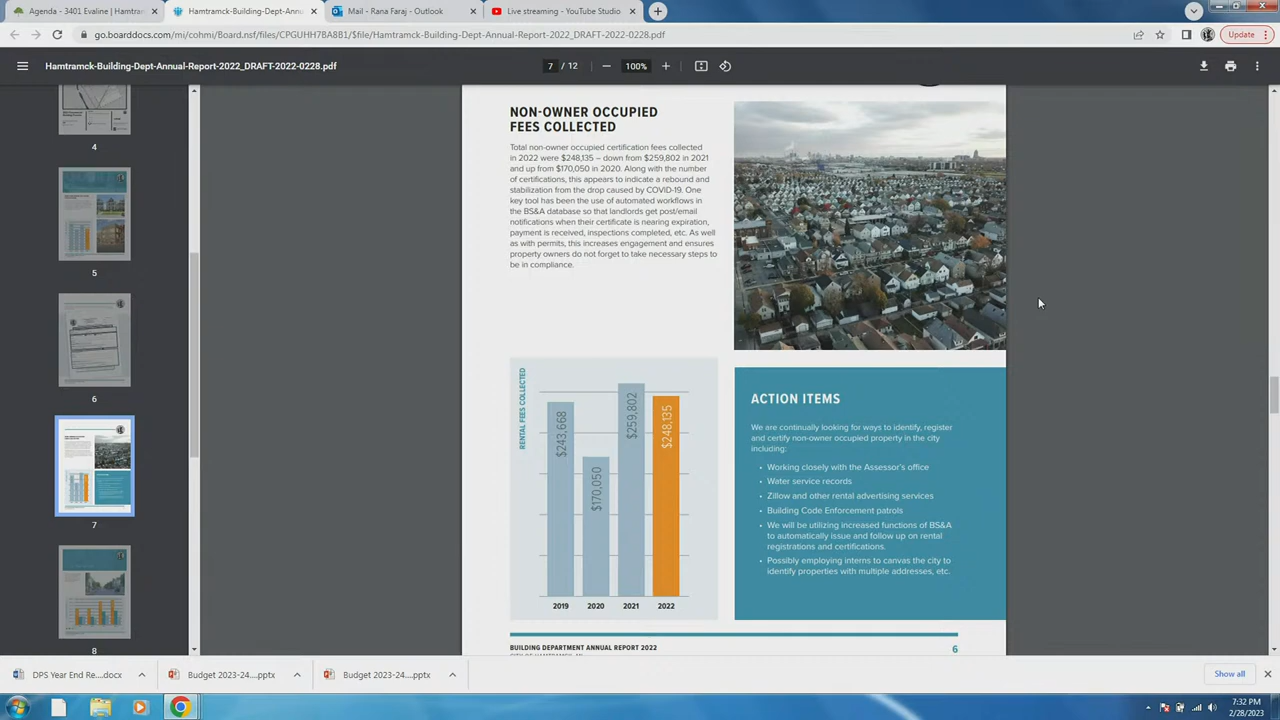 Agenda - 3401 Evaline | Hamtramc
Hamtramck-Building-Dept-Annua
Mail - Rana Faraj - Outlook
Live streaming - YouTube Studio
go.boarddocs.com/mi/cohmi/Board.nsf/files/CPGUHH78A881/$file/Hamtramck-Building-Dept-Annual-Report-2022_DRAFT-2022-0228.pdf
Update
Hamtramck-Building-Dept-Annual-Report-2022_DRAFT-2022-0228.pdf
7 / 12
100%
4
5
6
7
8
NON-OWNER OCCUPIED
FEES COLLECTED
Total non-owner occupied certification fees collected
in 2022 were $248,135 – down from $259,802 in 2021
and up from $170,050 in 2020. Along with the number
of certifications, this appears to indicate a rebound and
stabilization from the drop caused by COVID-19. One
key tool has been the use of automated workflows in
the BS&A database so that landlords get post/email
notifications when their certificate is nearing expiration,
payment is received, inspections completed, etc. As well
as with permits, this increases engagement and ensures
property owners do not forget to take necessary steps to
be in compliance.
RENTAL FEES COLLECTED
$243,668
$170,050
$259,802
$248,135
2019
2020
2021
2022
ACTION ITEMS
We are continually looking for ways to identify, register
and certify non-owner occupied property in the city
including:
• Working closely with the Assessor's office
• Water service records
• Zillow and other rental advertising services
• Building Code Enforcement patrols
• We will be utilizing increased functions of BS&A
to automatically issue and follow up on rental
registrations and certifications.
• Possibly employing interns to canvas the city to
identify properties with multiple addresses, etc.
BUILDING DEPARTMENT ANNUAL REPORT 2022
6
DPS Year End Re....docx
Budget 2023-24....pptx
Budget 2023-24....pptx
Show all
7:32 PM
2/28/2023